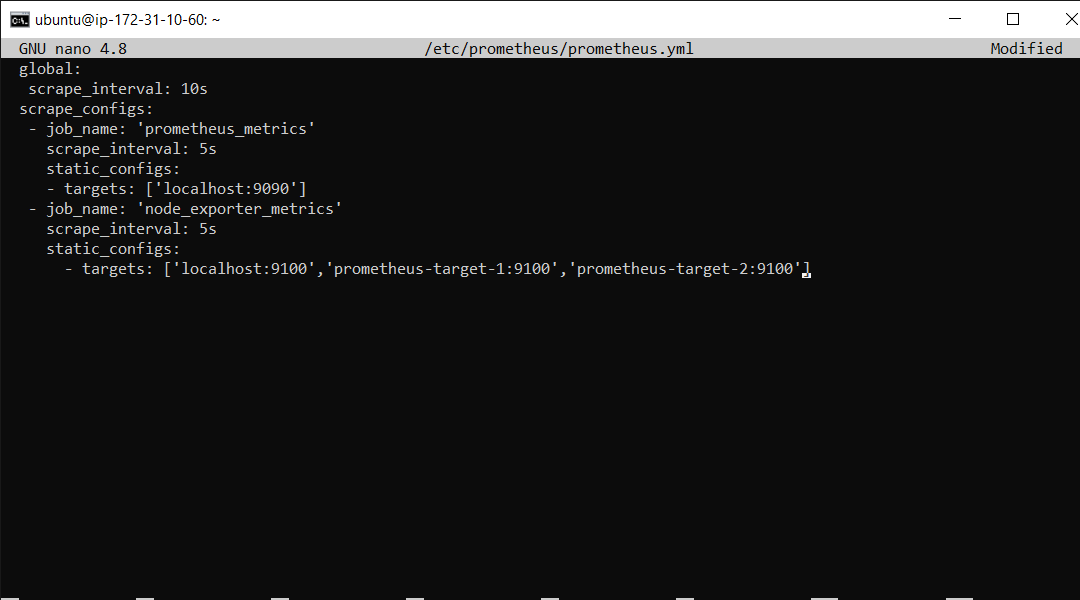 ubuntu@ip-172-31-10-60: ~
GNU nano 4.8 /etc/prometheus/prometheus.yml Modified
global:
 scrape_interval: 10s
scrape_configs:
 - job_name: 'prometheus_metrics'
   scrape_interval: 5s
   static_configs:
   - targets: ['localhost:9090']
 - job_name: 'node_exporter_metrics'
   scrape_interval: 5s
   static_configs:
     - targets: ['localhost:9100','prometheus-target-1:9100','prometheus-target-2:9100']